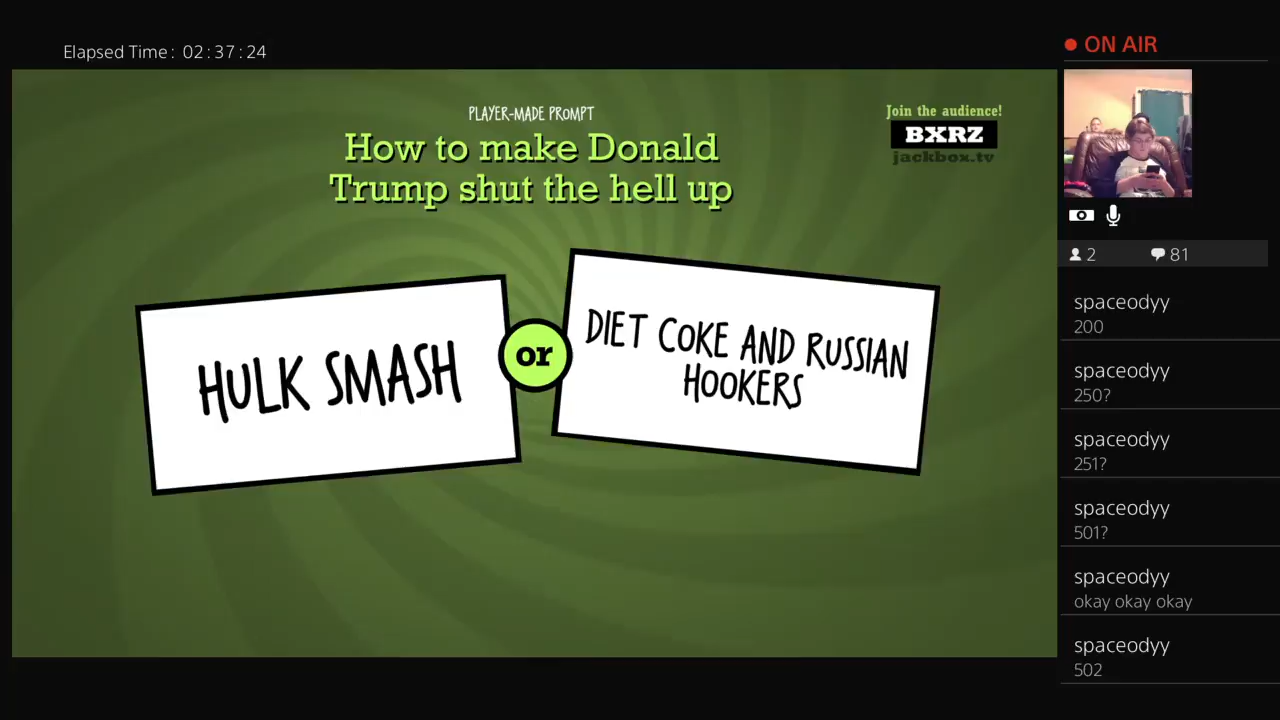 Elapsed Time: 02:37:24
ON AIR
PLAYER-MADE PROMPT
How to make Donald
Trump shut the hell up
Join the audience!
BXRZ
jackbox.tv
HULK SMASH
or
DIET COKE AND RUSSIAN
HOOKERS
2
81
spaceodyy
200
spaceodyy
250?
spaceodyy
251?
spaceodyy
501?
spaceodyy
okay okay okay
spaceodyy
502